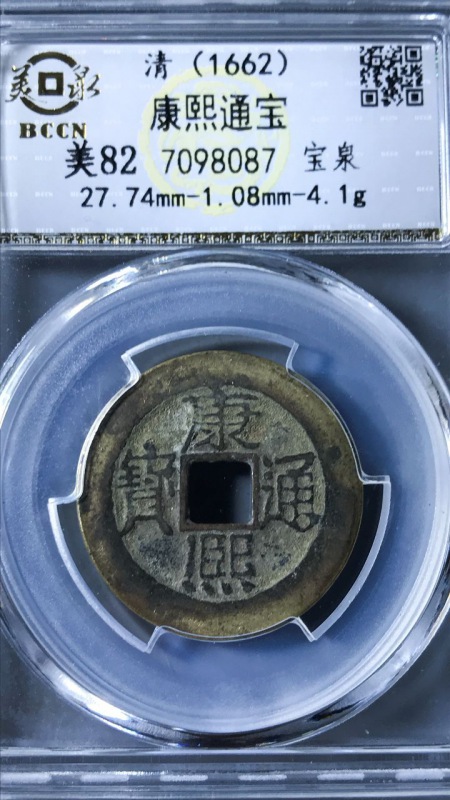 清（1662）
美泉
BCCN
康熙通宝
美82 7098087 宝泉
27.74mm-1.08mm-4.1g
康熙通寶